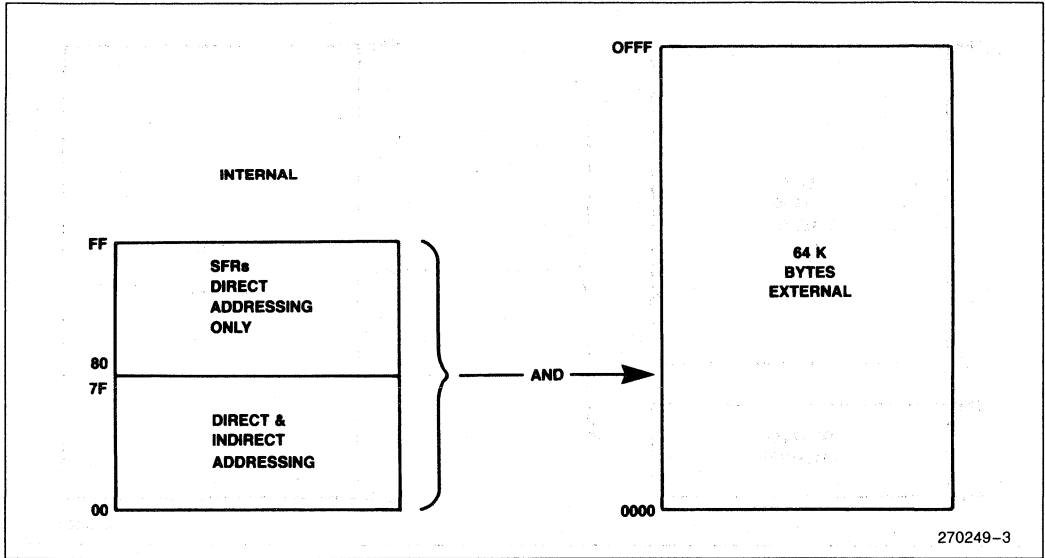 INTERNAL
FF
SFRs
DIRECT
ADDRESSING
ONLY
80
7F
DIRECT &
INDIRECT
ADDRESSING
00
AND
OFFF
64 K
BYTES
EXTERNAL
0000
270249-3